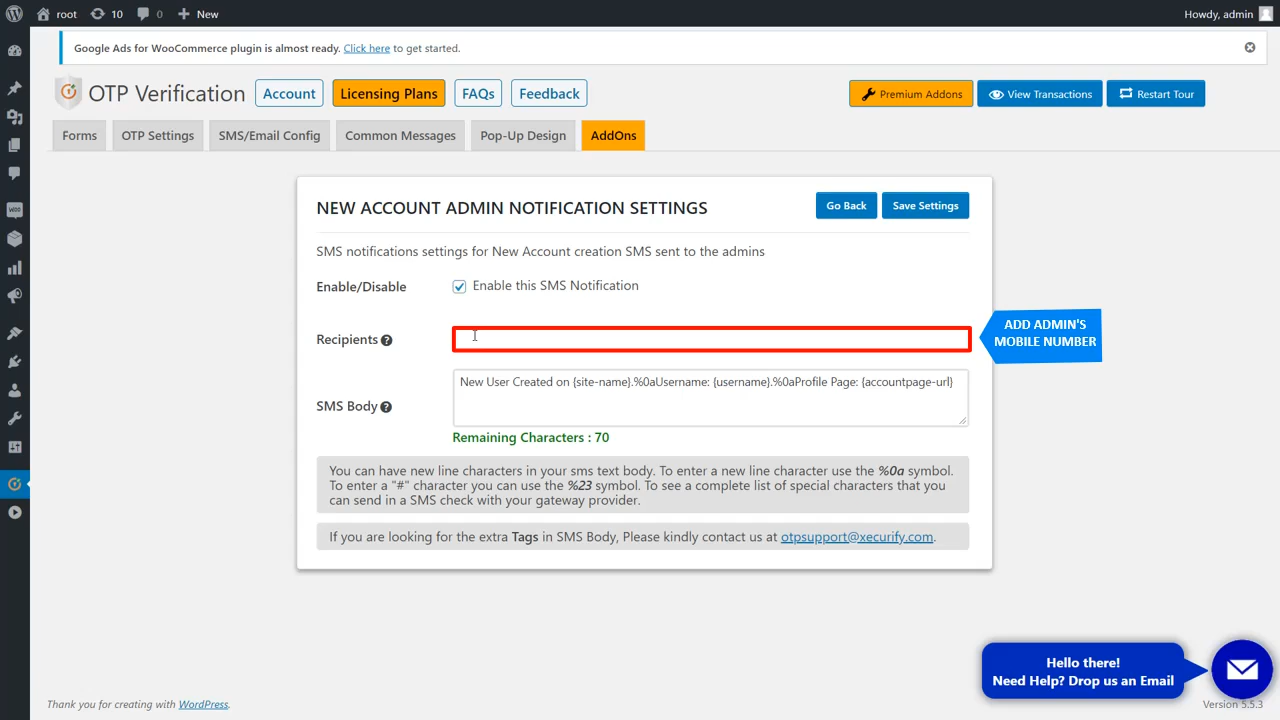 root 10 0 New Howdy, admin
Google Ads for WooCommerce plugin is almost ready. Click here to get started.
OTP Verification Account Licensing Plans FAQs Feedback Premium Addons View Transactions Restart Tour
Forms OTP Settings SMS/Email Config Common Messages Pop-Up Design AddOns
NEW ACCOUNT ADMIN NOTIFICATION SETTINGS Go Back Save Settings
SMS notifications settings for New Account creation SMS sent to the admins
Enable/Disable Enable this SMS Notification
ADD ADMIN'S
MOBILE NUMBER
Recipients
New User Created on {site-name}.%0aUsername: {username}.%0aProfile Page: {accountpage-url}
SMS Body
Remaining Characters : 70
You can have new line characters in your sms text body. To enter a new line character use the %0a symbol.
To enter a "#" character you can use the %23 symbol. To see a complete list of special characters that you
can send in a SMS check with your gateway provider.
If you are looking for the extra Tags in SMS Body, Please kindly contact us at otpsupport@xecurify.com.
Hello there!
Need Help? Drop us an Email
Thank you for creating with WordPress. Version 5.5.3